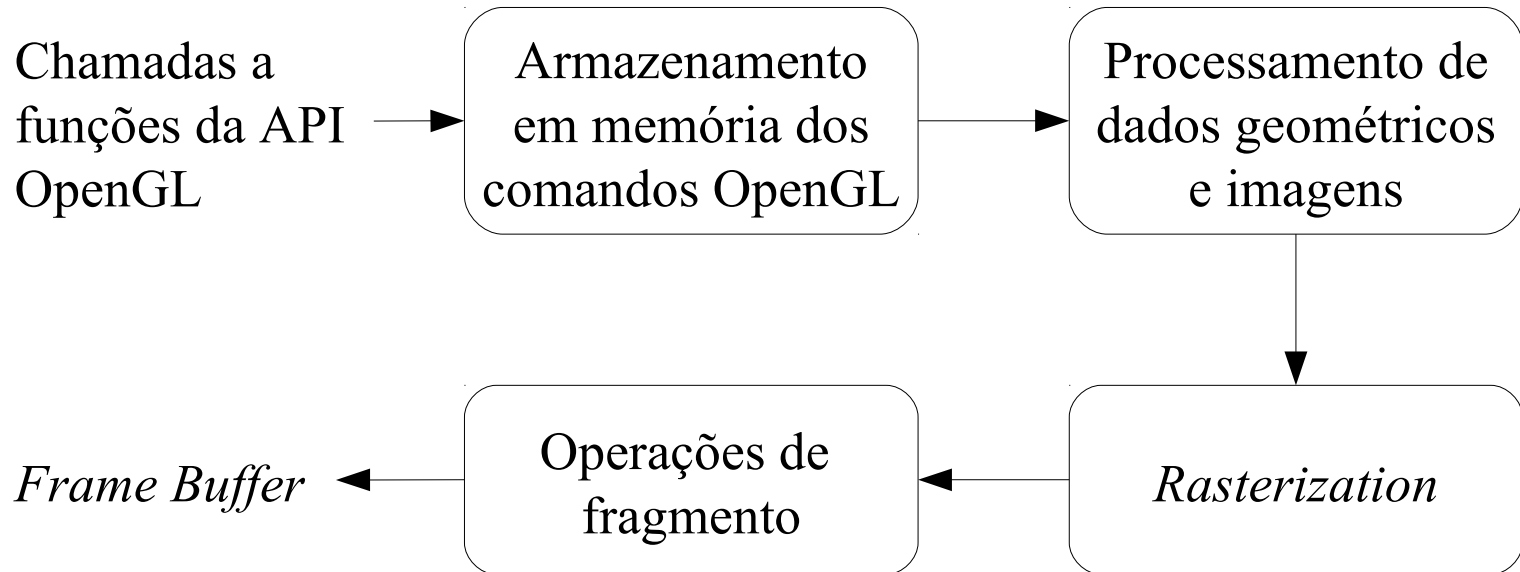 Chamadas a
funções da API
OpenGL
Armazenamento
em memória dos
comandos OpenGL
Processamento de
dados geométricos
e imagens
Rasterization
Operações de
fragmento
Frame Buffer